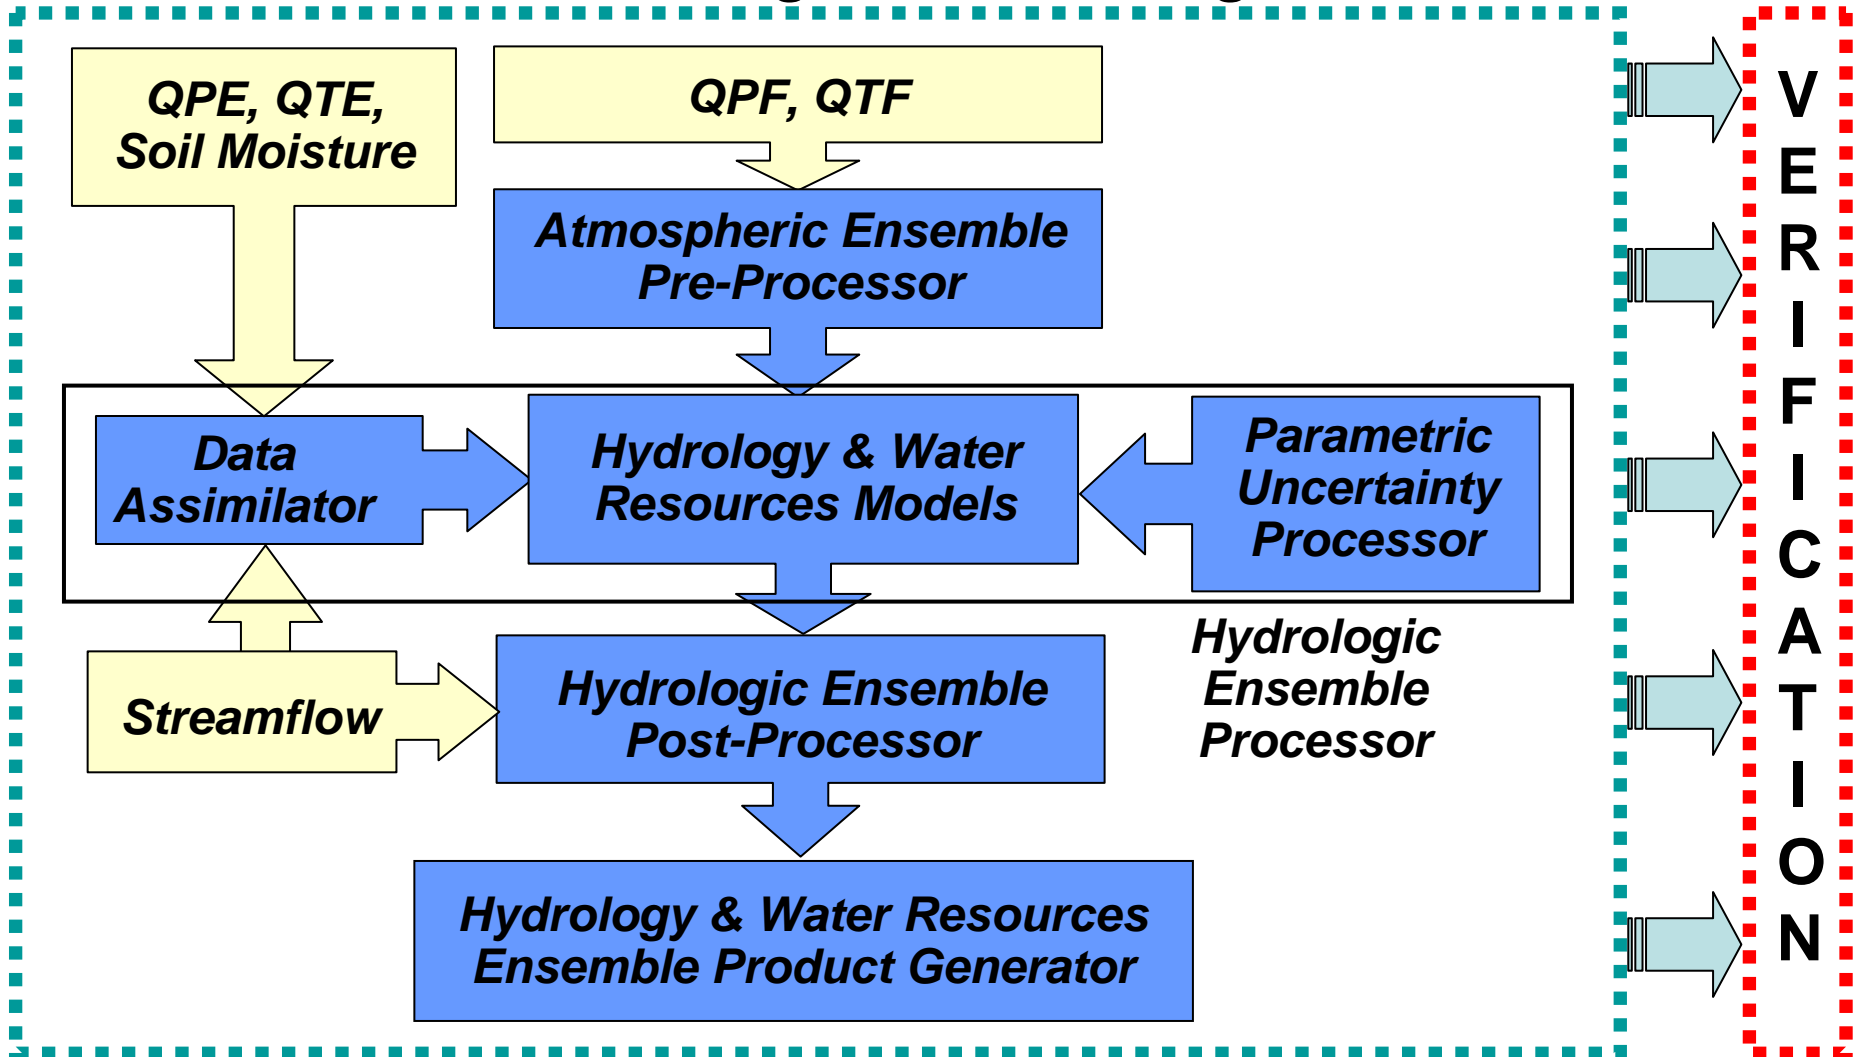 QPE, QTE,
Soil Moisture
QPF, QTF
Atmospheric Ensemble
Pre-Processor
Data
Assimilator
Hydrology & Water
Resources Models
Parametric
Uncertainty
Processor
Streamflow
Hydrologic Ensemble
Post-Processor
Hydrologic
Ensemble
Processor
Hydrology & Water Resources
Ensemble Product Generator
V
E
R
I
F
I
C
A
T
I
O
N